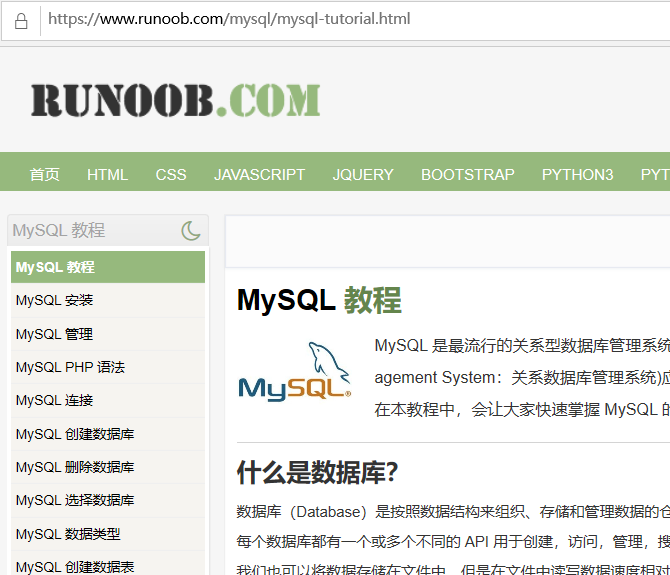 https://www.runoob.com/mysql/mysql-tutorial.html
RUNOOB.COM
首页 HTML CSS JAVASCRIPT JQUERY BOOTSTRAP PYTHON3 PYT
MySQL 教程
MySQL 教程
MySQL 安装
MySQL 管理
MySQL PHP 语法
MySQL 连接
MySQL 创建数据库
MySQL 删除数据库
MySQL 选择数据库
MySQL 数据类型
MySQL 创建数据表
MySQL 教程
MySQL®
MySQL 是最流行的关系型数据库管理系统
agement System：关系数据库管理系统)应
在本教程中，会让大家快速掌握 MySQL 的
什么是数据库？
数据库（Database）是按照数据结构来组织、存储和管理数据的仓
每个数据库都有一个或多个不同的 API 用于创建，访问，管理，搜
我们也可以将数据存储在文件中，但是在文件中读写数据速度相对